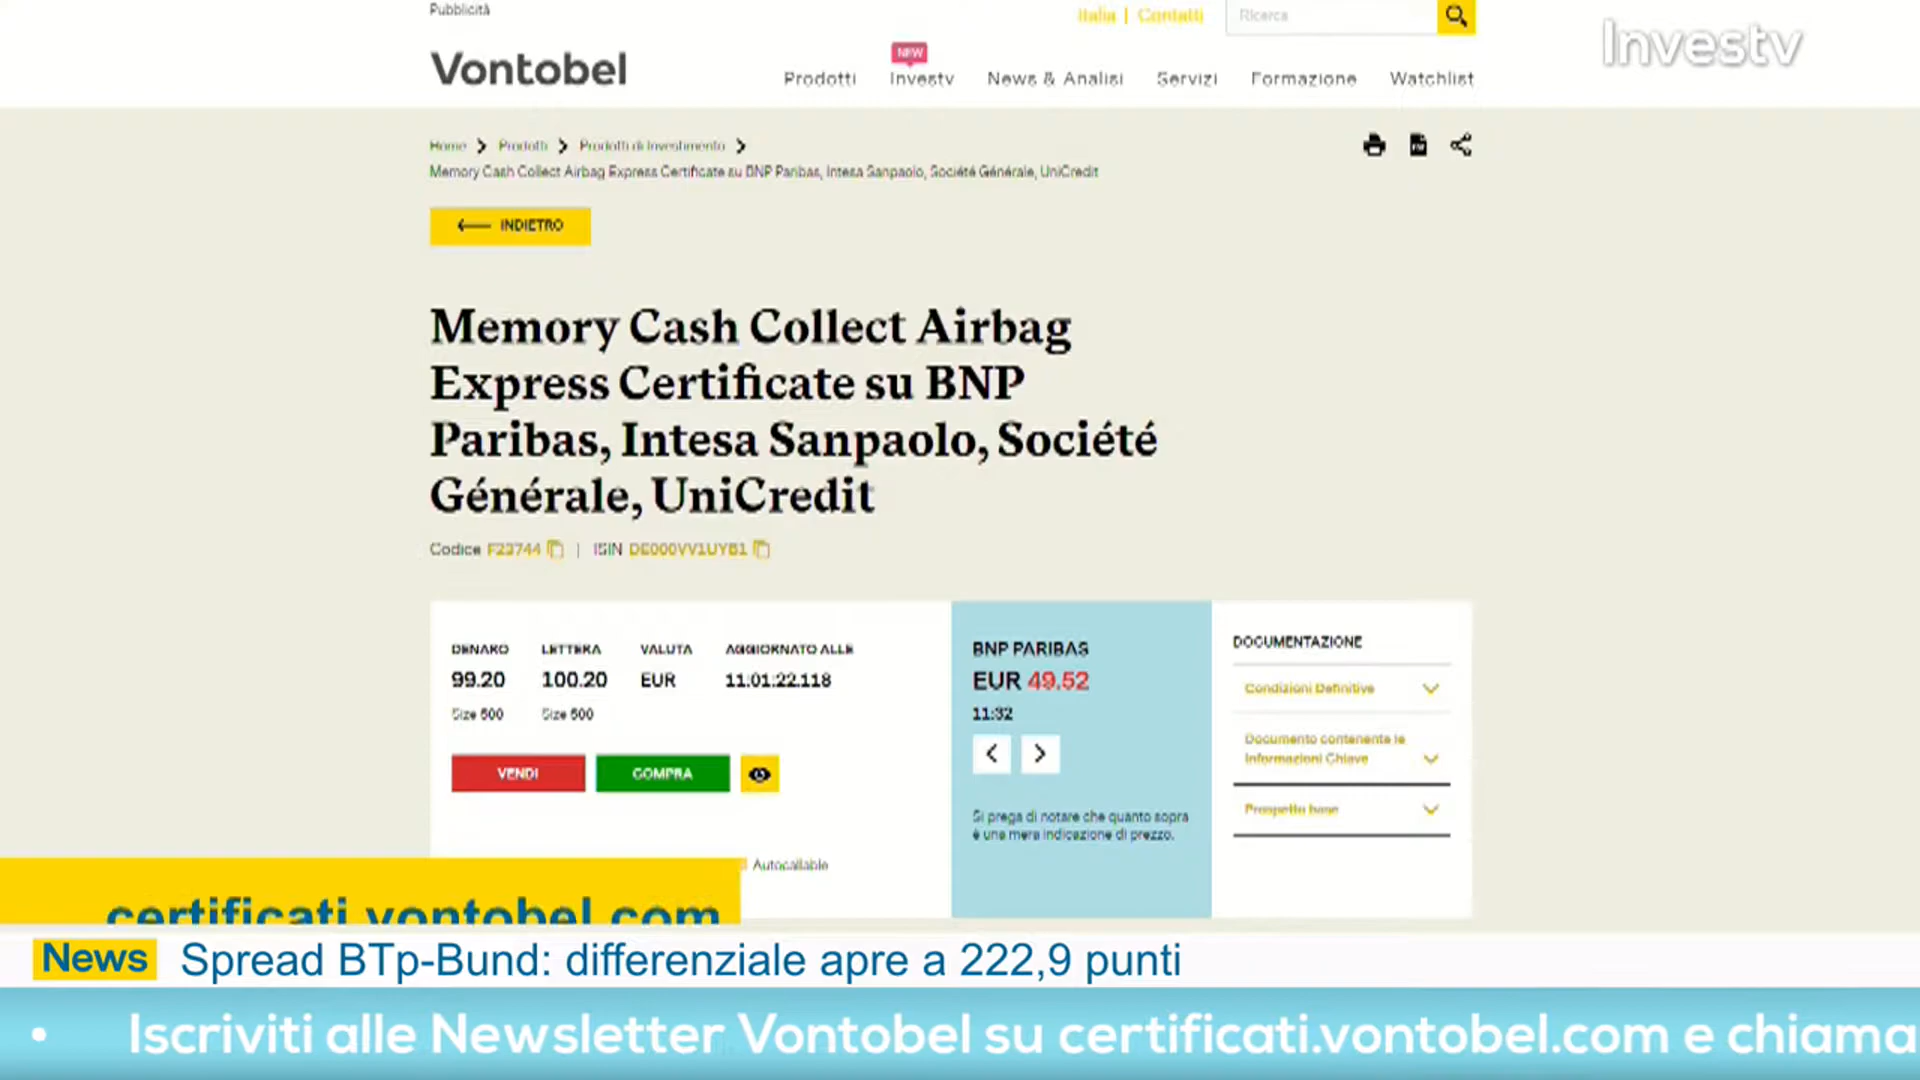 Pubblicità
Italia | Contatti
Ricerca
Investv
Vontobel
NEW
Prodotti
Investv
News & Analisi
Servizi
Formazione
Watchlist
Home > Prodotti > Prodotti di Investimento >
Memory Cash Collect Airbag Express Certificate su BNP Paribas, Intesa Sanpaolo, Société Générale, UniCredit
INDIETRO
Memory Cash Collect Airbag
Express Certificate su BNP
Paribas, Intesa Sanpaolo, Société
Générale, UniCredit
Codice F23744 | ISIN DE000VV1UYB1
DENARO LETTERA VALUTA AGGIORNATO ALLE
99.20 100.20 EUR 11:01:22.118
Size 500 Size 500
VENDI COMPRA
Autocallable
BNP PARIBAS
EUR 49.52
11:32
Si prega di notare che quanto sopra
è una mera indicazione di prezzo.
DOCUMENTAZIONE
Condizioni Definitive
Documento contenente le
Informazioni Chiave
Prospetto base
certificati.vontobel.com
News Spread BTp-Bund: differenziale apre a 222,9 punti
• Iscriviti alle Newsletter Vontobel su certificati.vontobel.com e chiama